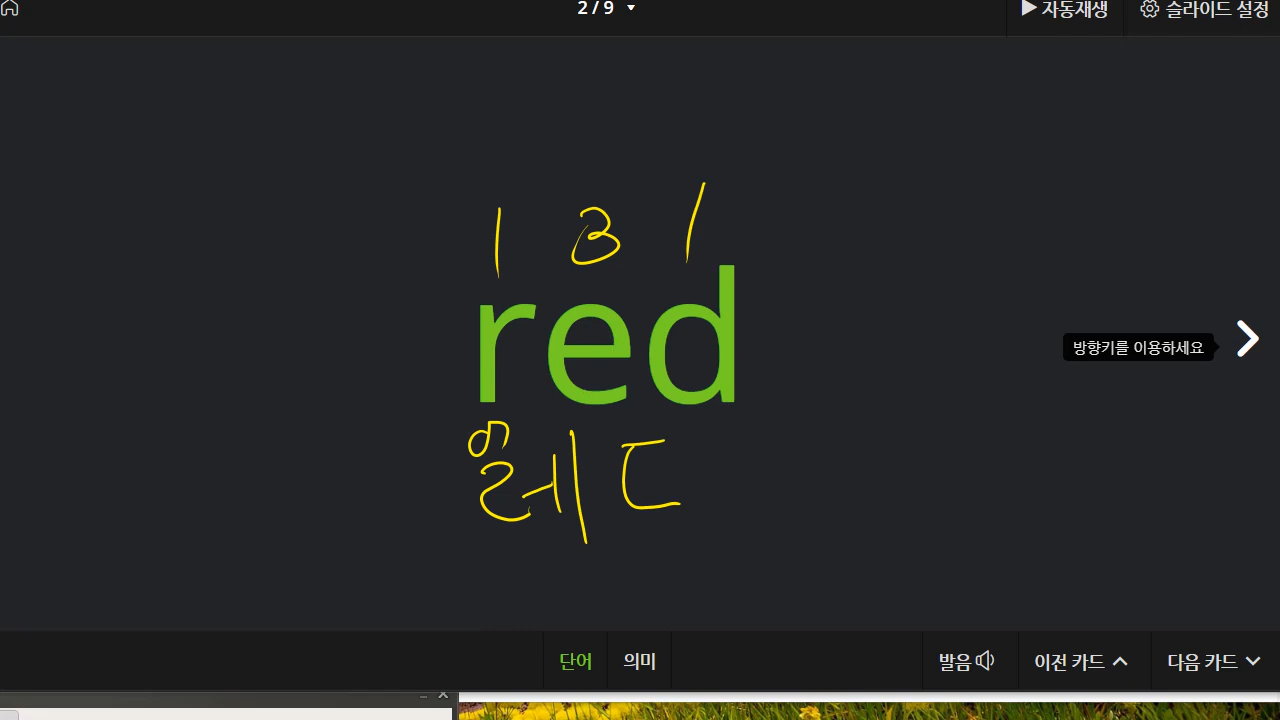 2 / 9
자동재생
슬라이드 설정
1 3 1
red
레ㄷ
방향키를 이용하세요
단어
의미
발음
이전 카드
다음 카드